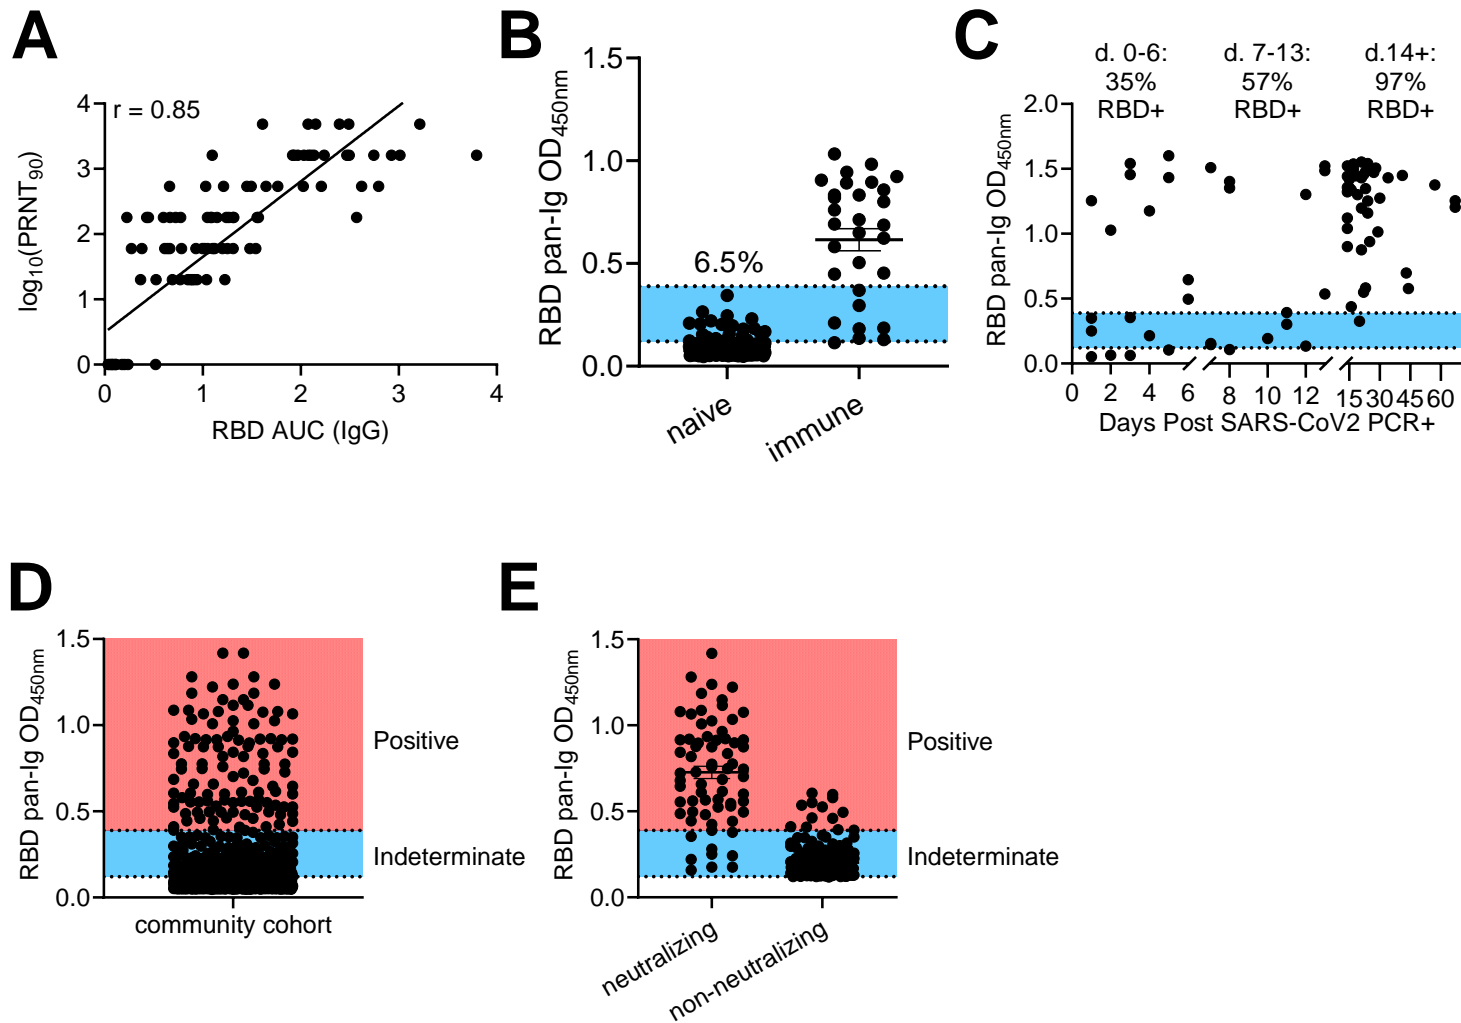 A
r = 0.85
log10(PRNT90)
4
3
2
1
0
0 1 2 3 4
RBD AUC (IgG)
B
RBD pan-Ig OD450nm
1.5
1.0
0.5
0.0
6.5%
naive
immune
C
d. 0-6:
35%
RBD+
d. 7-13:
57%
RBD+
d.14+:
97%
RBD+
RBD pan-Ig OD450nm
2.0
1.5
1.0
0.5
0.0
0 2 4 6 8 10 12 15 30 45 60
Days Post SARS-CoV2 PCR+
D
RBD pan-Ig OD450nm
1.5
1.0
0.5
0.0
Positive
Indeterminate
community cohort
E
RBD pan-Ig OD450nm
1.5
1.0
0.5
0.0
Positive
Indeterminate
neutralizing
non-neutralizing